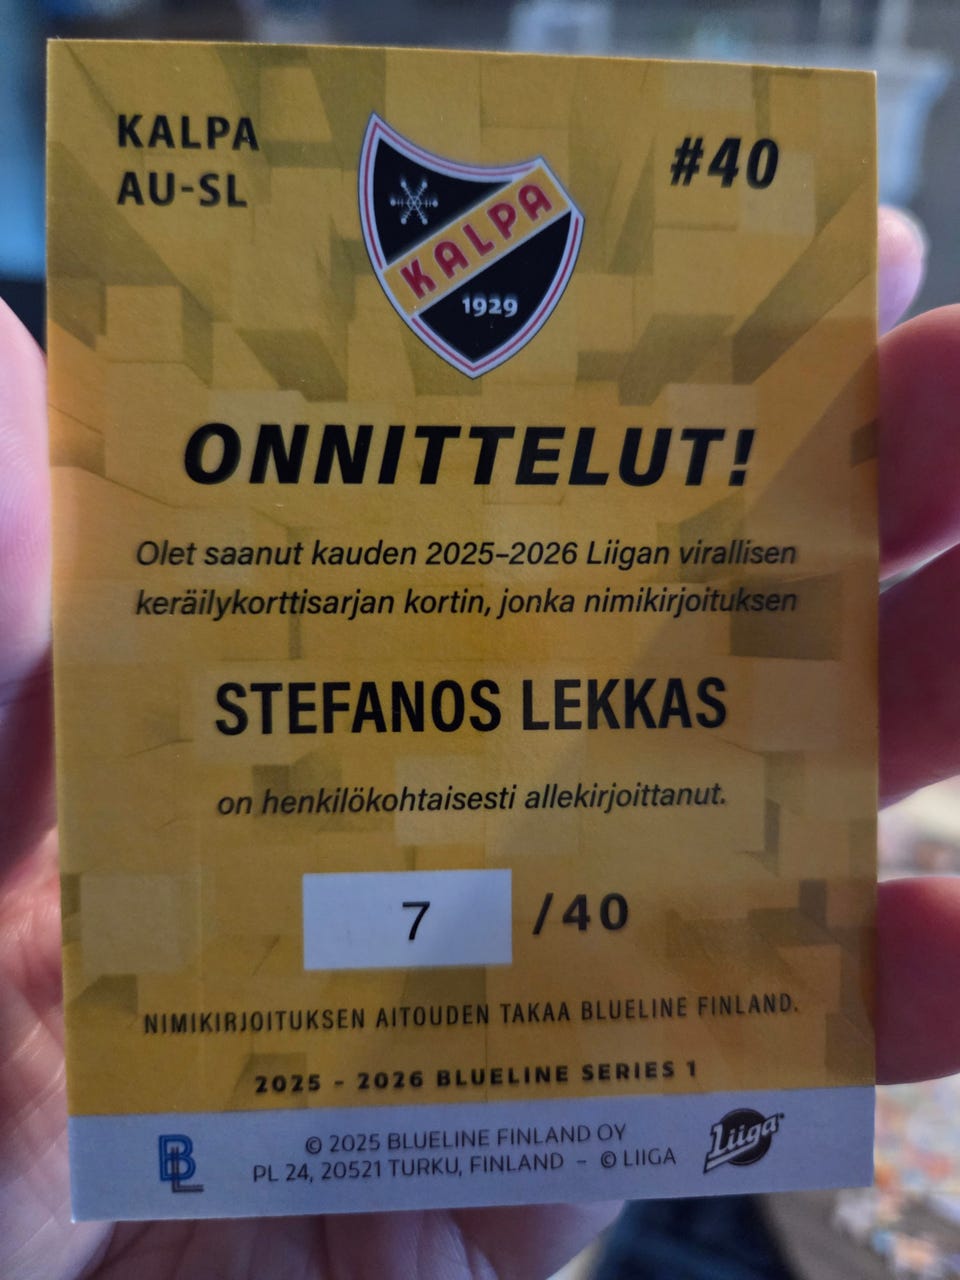 KALPA
AU-SL
#40
KALPA
1929
ONNITTELUT!
Olet saanut kauden 2025–2026 Liigan virallisen
keräilykorttisarjan kortin, jonka nimikirjoituksen
STEFANOS LEKKAS
on henkilökohtaisesti allekirjoittanut.
7 /40
NIMIKIRJOITUKSEN AITOUDEN TAKAA BLUELINE FINLAND.
2025 - 2026 BLUELINE SERIES 1
BL
© 2025 BLUELINE FINLAND OY
PL 24, 20521 TURKU, FINLAND – © LIIGA
Liiga